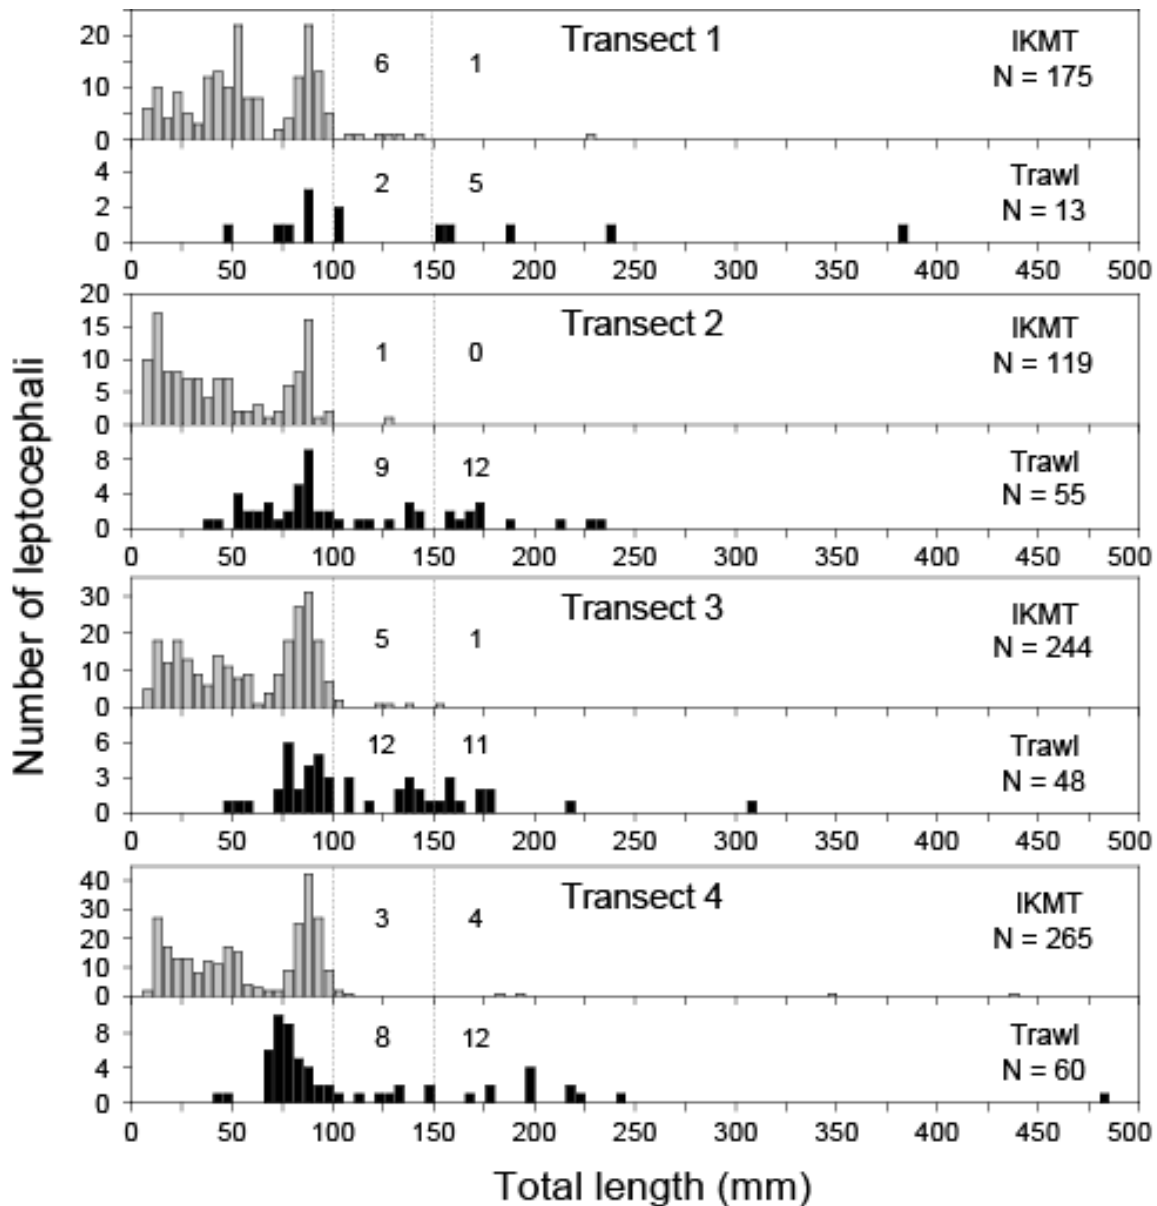 Number of leptocephali
Transect 1
IKMT
N = 175
6 1
20
10
0
Trawl
N = 13
2 5
4
2
0
0 50 100 150 200 250 300 350 400 450 500
Transect 2
IKMT
N = 119
1 0
20
15
10
5
0
Trawl
N = 55
9 12
8
4
0
0 50 100 150 200 250 300 350 400 450 500
Transect 3
IKMT
N = 244
5 1
30
20
10
0
Trawl
N = 48
12 11
6
3
0
0 50 100 150 200 250 300 350 400 450 500
Transect 4
IKMT
N = 265
3 4
40
30
20
10
0
Trawl
N = 60
8 12
8
4
0
0 50 100 150 200 250 300 350 400 450 500
Total length (mm)